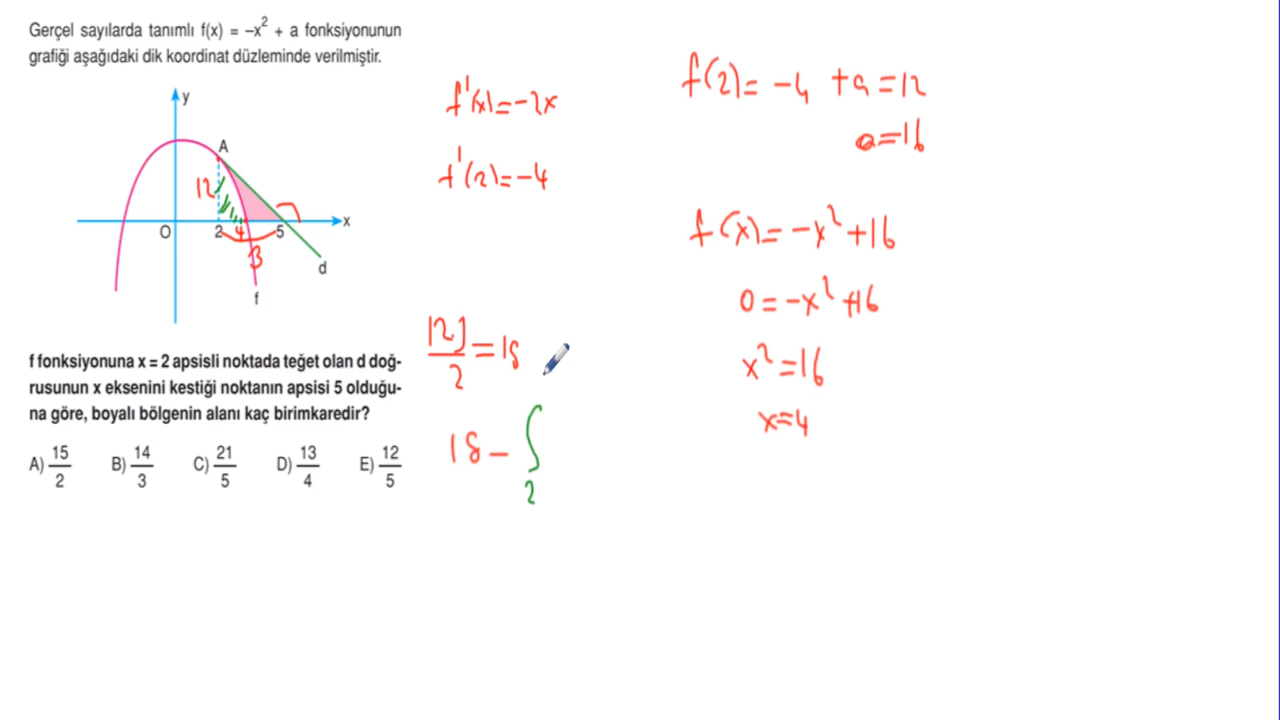 Gerçel sayılarda tanımlı f(x) = –x² + a fonksiyonunun
grafiği aşağıdaki dik koordinat düzleminde verilmiştir.
y
A
12
O
2
4
5
x
3
d
f
f fonksiyonuna x = 2 apsisli noktada teğet olan d doğ-
rusunun x eksenini kestiği noktanın apsisi 5 olduğu-
na göre, boyalı bölgenin alanı kaç birimkaredir?
A) 15/2 B) 14/3 C) 21/5 D) 13/4 E) 12/5
f'(x)=-2x
f'(2)=-4
12 3/2 = 18
18 - ∫
2
f(2)= -4 +a=12
a=16
f(x)=-x²+16
0=-x²+16
x²=16
x=4